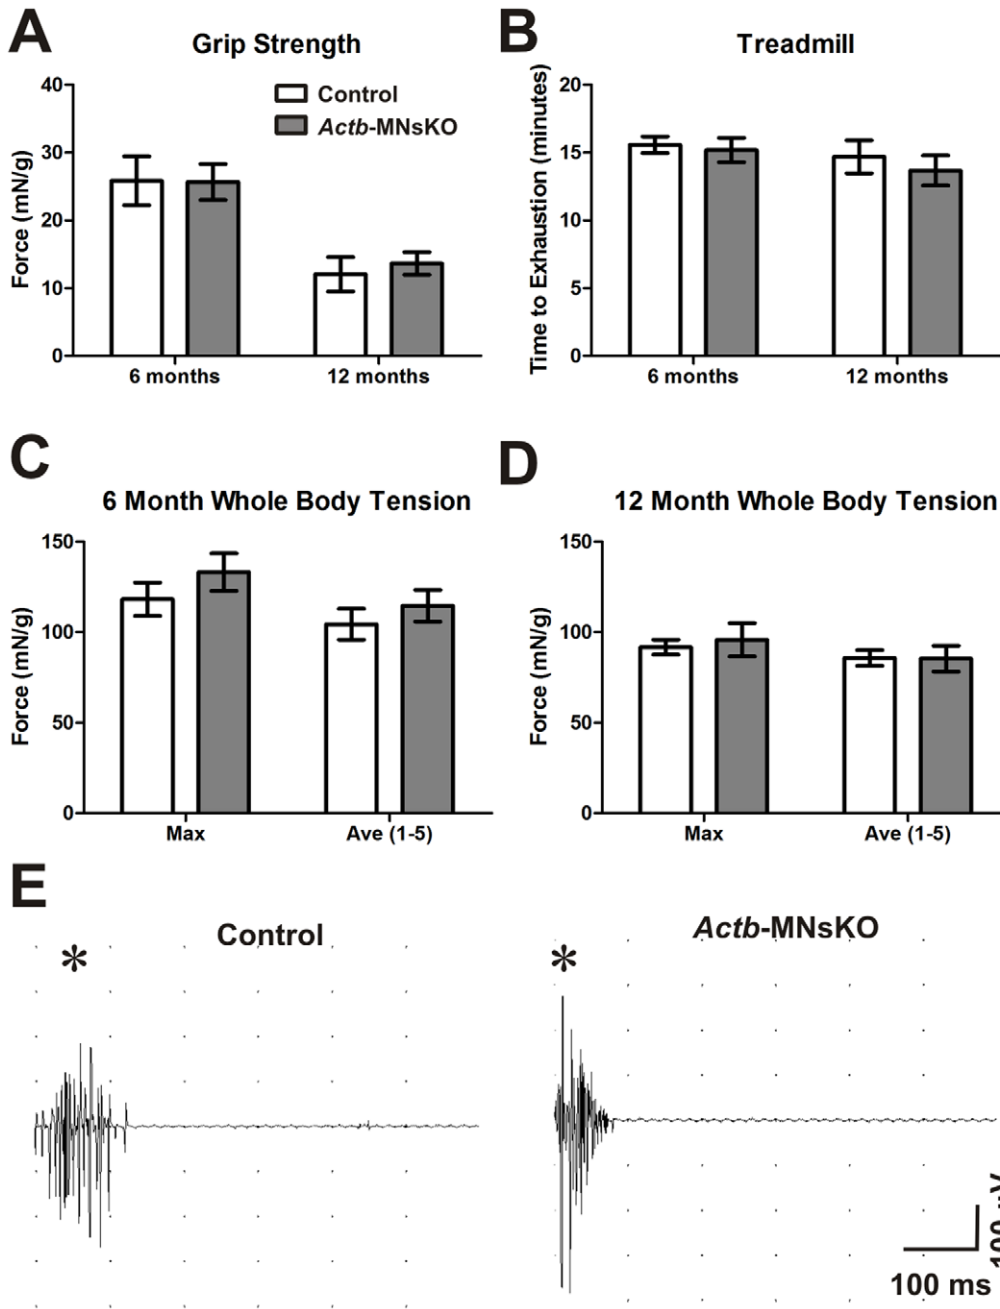 A
Grip Strength
Control
Actb-MNsKO
Force (mN/g)
40
30
20
10
0
6 months
12 months
B
Treadmill
Time to Exhaustion (minutes)
20
15
10
5
0
6 months
12 months
C
6 Month Whole Body Tension
Force (mN/g)
150
100
50
0
Max
Ave (1-5)
D
12 Month Whole Body Tension
Force (mN/g)
150
100
50
0
Max
Ave (1-5)
E
Control
*
Actb-MNsKO
*
100 ms